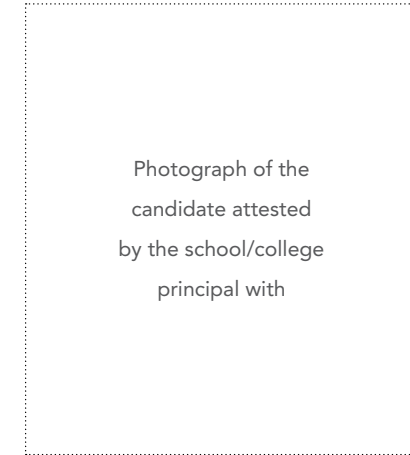 Photograph of the
candidate attested
by the school/college
principal with